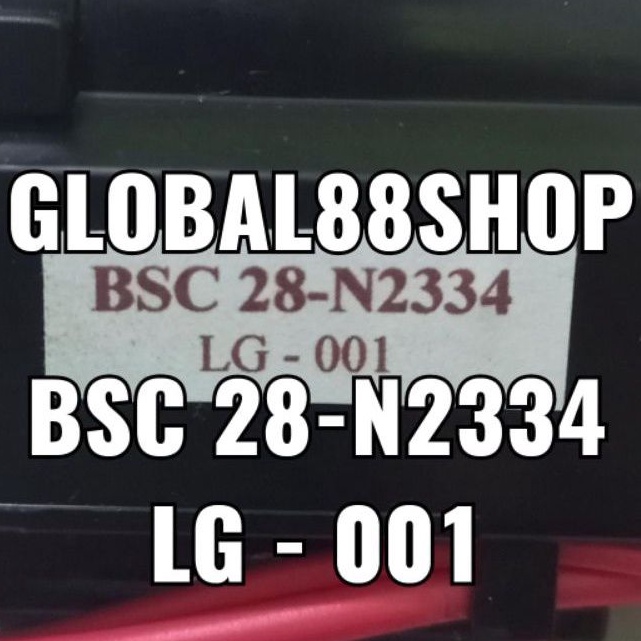 GLOBAL88SHOP
BSC 28-N2334
LG - 001
BSC 28-N2334
LG - 001